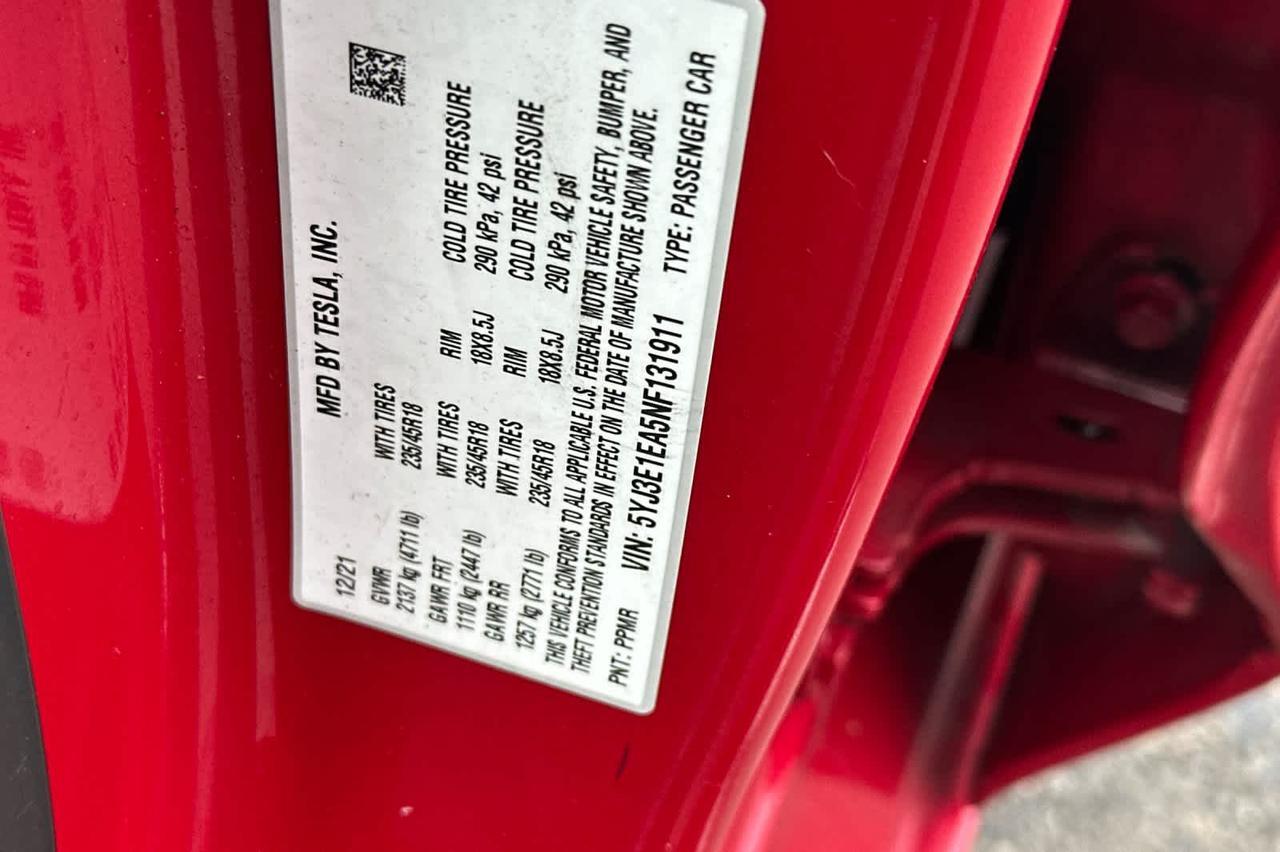 MFD BY TESLA, INC.
12/21
GVWR WITH TIRES RIM COLD TIRE PRESSURE
2137 kg (4711 lb) 235/45R18 18X8.5J 290 kPa, 42 psi
GAWR FRT WITH TIRES RIM COLD TIRE PRESSURE
1110 kg (2447 lb) 235/45R18 18X8.5J 290 kPa, 42 psi
GAWR RR WITH TIRES
1257 kg (2771 lb) 235/45R18
THIS VEHICLE CONFORMS TO ALL APPLICABLE U.S. FEDERAL MOTOR VEHICLE SAFETY, BUMPER, AND
THEFT PREVENTION STANDARDS IN EFFECT ON THE DATE OF MANUFACTURE SHOWN ABOVE.
VIN: 5YJ3E1EA5NF131911 TYPE: PASSENGER CAR
PNT: PPMR